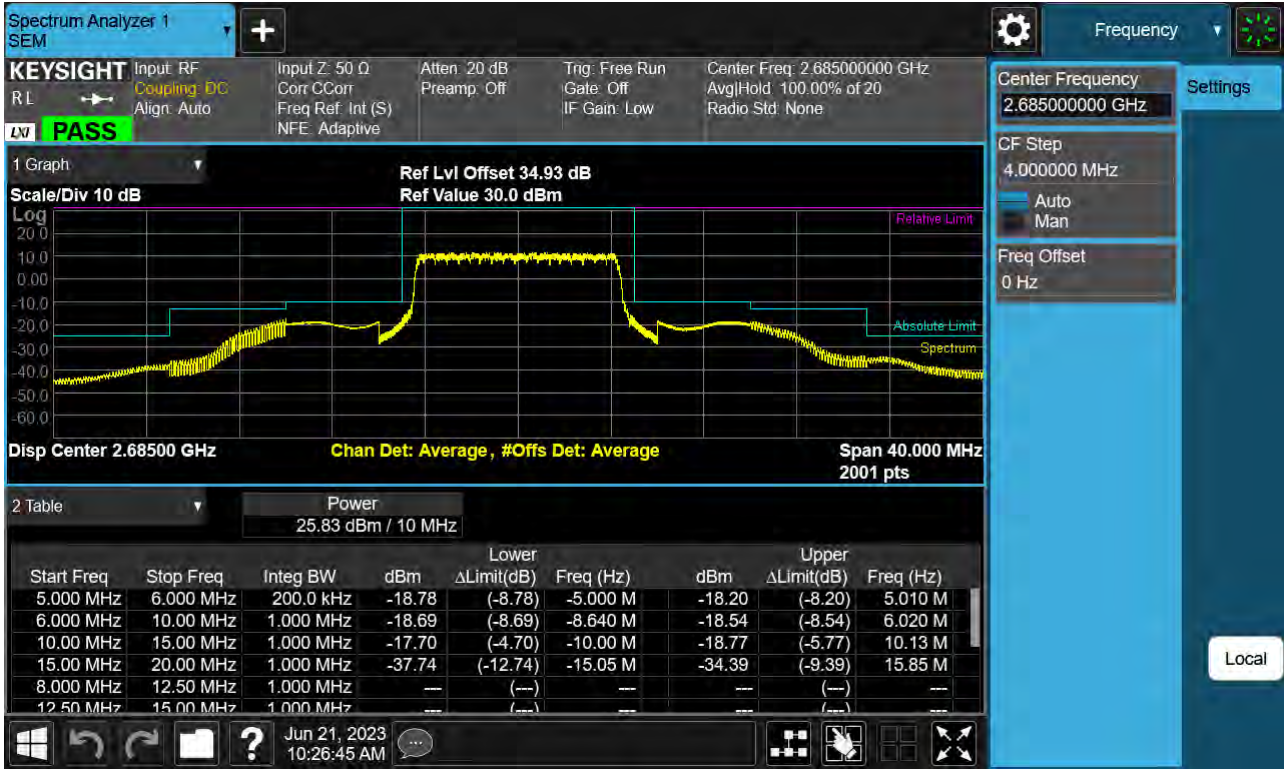 Spectrum Analyzer 1
SEM
Frequency
KEYSIGHT
Input: RF
Coupling: DC
Align: Auto
Input Z: 50 Ω
Corr CCorr
Freq Ref: Int (S)
NFE: Adaptive
Atten: 20 dB
Preamp: Off
Trig: Free Run
Gate: Off
IF Gain: Low
Center Freq: 2.685000000 GHz
Avg|Hold: 100.00% of 20
Radio Std: None
R L
LXI PASS
Center Frequency
2.685000000 GHz
Settings
CF Step
4.000000 MHz
Auto
Man
Freq Offset
0 Hz
1 Graph
Scale/Div 10 dB
Ref Lvl Offset 34.93 dB
Ref Value 30.0 dBm
Log
20.0
10.0
0.00
-10.0
-20.0
-30.0
-40.0
-50.0
-60.0
Relative Limit
Absolute Limit
Spectrum
Disp Center 2.68500 GHz
Chan Det: Average , #Offs Det: Average
Span 40.000 MHz
2001 pts
2 Table
Power
25.83 dBm / 10 MHz
Lower Upper
Start Freq Stop Freq Integ BW dBm ΔLimit(dB) Freq (Hz) dBm ΔLimit(dB) Freq (Hz)
5.000 MHz 6.000 MHz 200.0 kHz -18.78 (-8.78) -5.000 M -18.20 (-8.20) 5.010 M
6.000 MHz 10.00 MHz 1.000 MHz -18.69 (-8.69) -8.640 M -18.54 (-8.54) 6.020 M
10.00 MHz 15.00 MHz 1.000 MHz -17.70 (-4.70) -10.00 M -18.77 (-5.77) 10.13 M
15.00 MHz 20.00 MHz 1.000 MHz -37.74 (-12.74) -15.05 M -34.39 (-9.39) 15.85 M
8.000 MHz 12.50 MHz 1.000 MHz --- (---) --- --- (---) ---
12.50 MHz 15.00 MHz 1.000 MHz --- (---) --- --- (---) ---
Local
?
Jun 21, 2023
10:26:45 AM